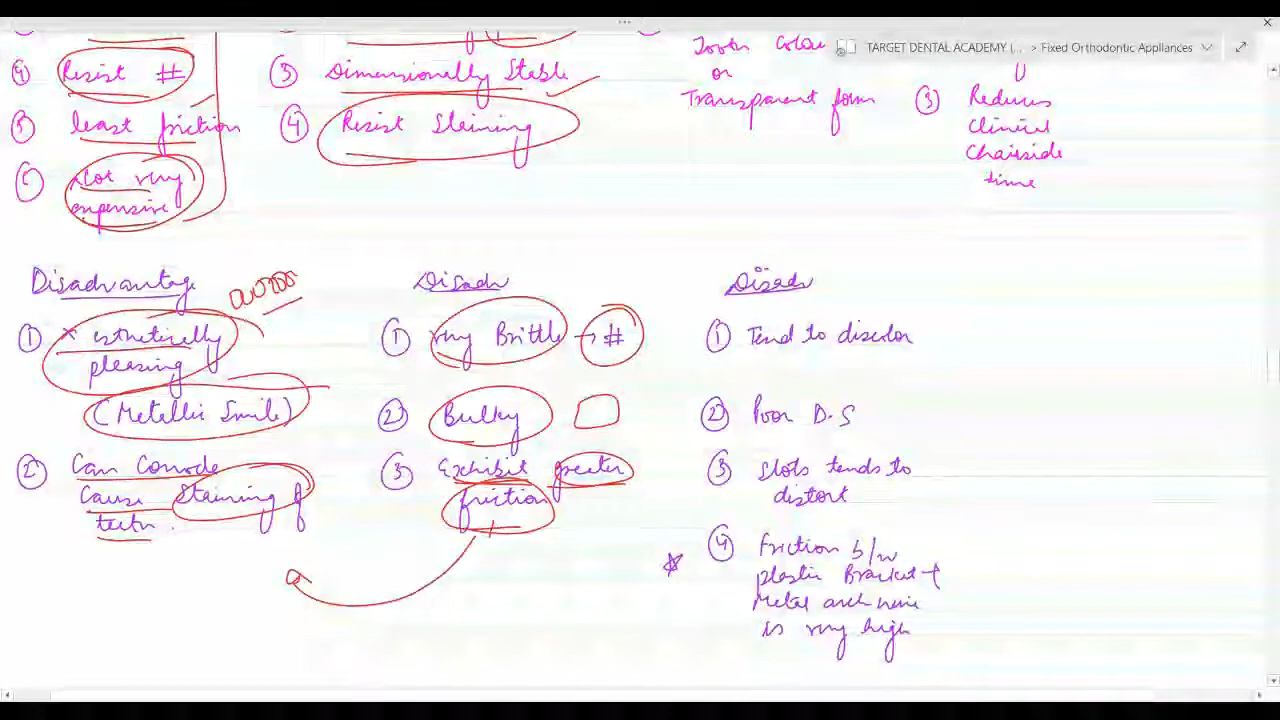 TARGET DENTAL ACADEMY (... > Fixed Orthodontic Appliances
④ Resist #
⑤ least friction
⑥ Not very
expensive
③ Dimensionally Stable
④ Resist Staining
Tooth Colou
or
Transparent form
③ Reduces
Clinical
Chairside
time
Disadvantage
① × esthetically
pleasing
(Metallic Smile)
② Can Corrode
Cause Staining of
teeth.
Disadv
① very Brittle → #
② Bulky
③ Exhibit greater
friction
Disadv
① Tend to discolor
② Poor D.S
③ Slots tends to
distort
④ Friction b/w
plastic Bracket +
Metal arch wire
is very high